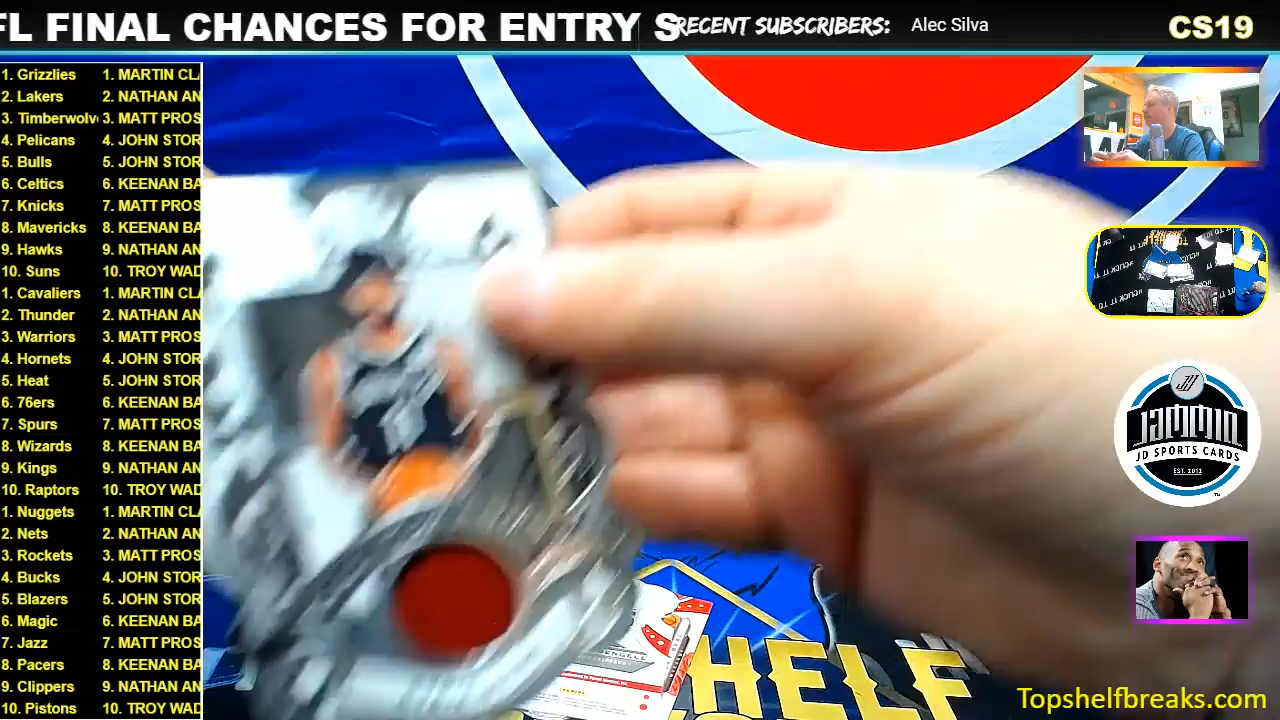 FL FINAL CHANCES FOR ENTRY S
RECENT SUBSCRIBERS: Alec Silva
CS19
1. Grizzlies 1. MARTIN CLA
2. Lakers 2. NATHAN AN
3. Timberwolv 3. MATT PROS
4. Pelicans 4. JOHN STOR
5. Bulls 5. JOHN STOR
6. Celtics 6. KEENAN BA
7. Knicks 7. MATT PROS
8. Mavericks 8. KEENAN BA
9. Hawks 9. NATHAN AN
10. Suns 10. TROY WAD
1. Cavaliers 1. MARTIN CLA
2. Thunder 2. NATHAN AN
3. Warriors 3. MATT PROS
4. Hornets 4. JOHN STOR
5. Heat 5. JOHN STOR
6. 76ers 6. KEENAN BA
7. Spurs 7. MATT PROS
8. Wizards 8. KEENAN BA
9. Kings 9. NATHAN AN
10. Raptors 10. TROY WAD
1. Nuggets 1. MARTIN CLA
2. Nets 2. NATHAN AN
3. Rockets 3. MATT PROS
4. Bucks 4. JOHN STOR
5. Blazers 5. JOHN STOR
6. Magic 6. KEENAN BA
7. Jazz 7. MATT PROS
8. Pacers 8. KEENAN BA
9. Clippers 9. NATHAN AN
10. Pistons 10. TROY WAD
JJ
JAMMIN
JD SPORTS CARDS
EST. 2012
HELF
Topshelfbreaks.com